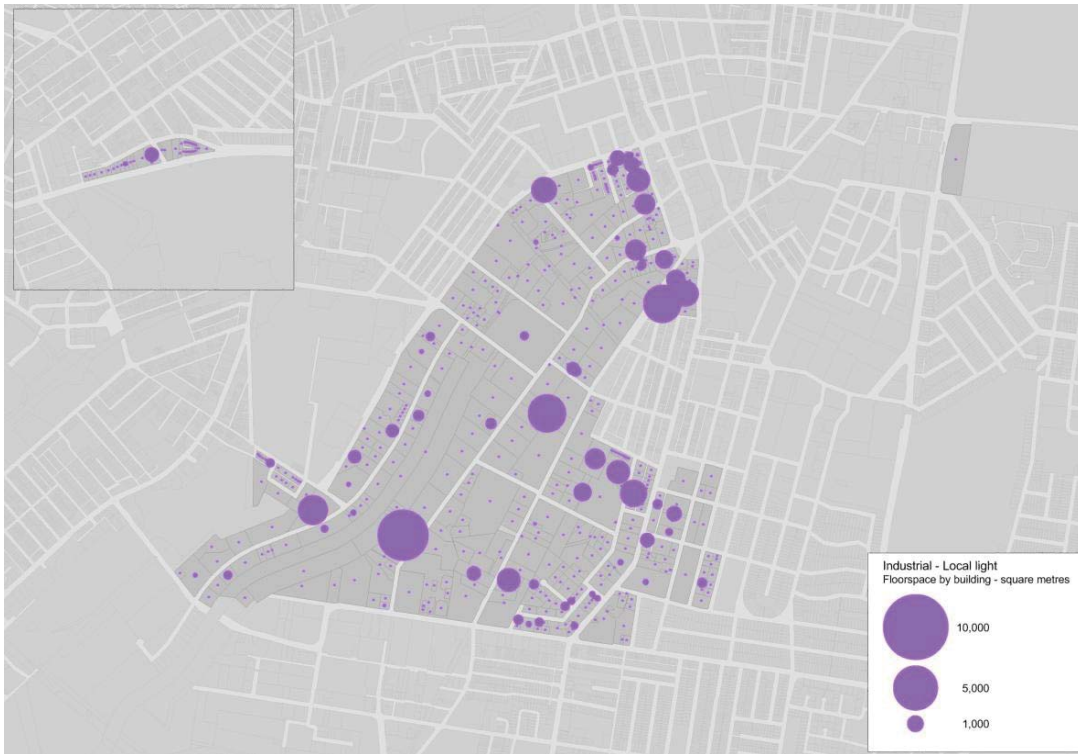 Industrial - Local light
Floorspace by building - square metres
10,000
5,000
1,000